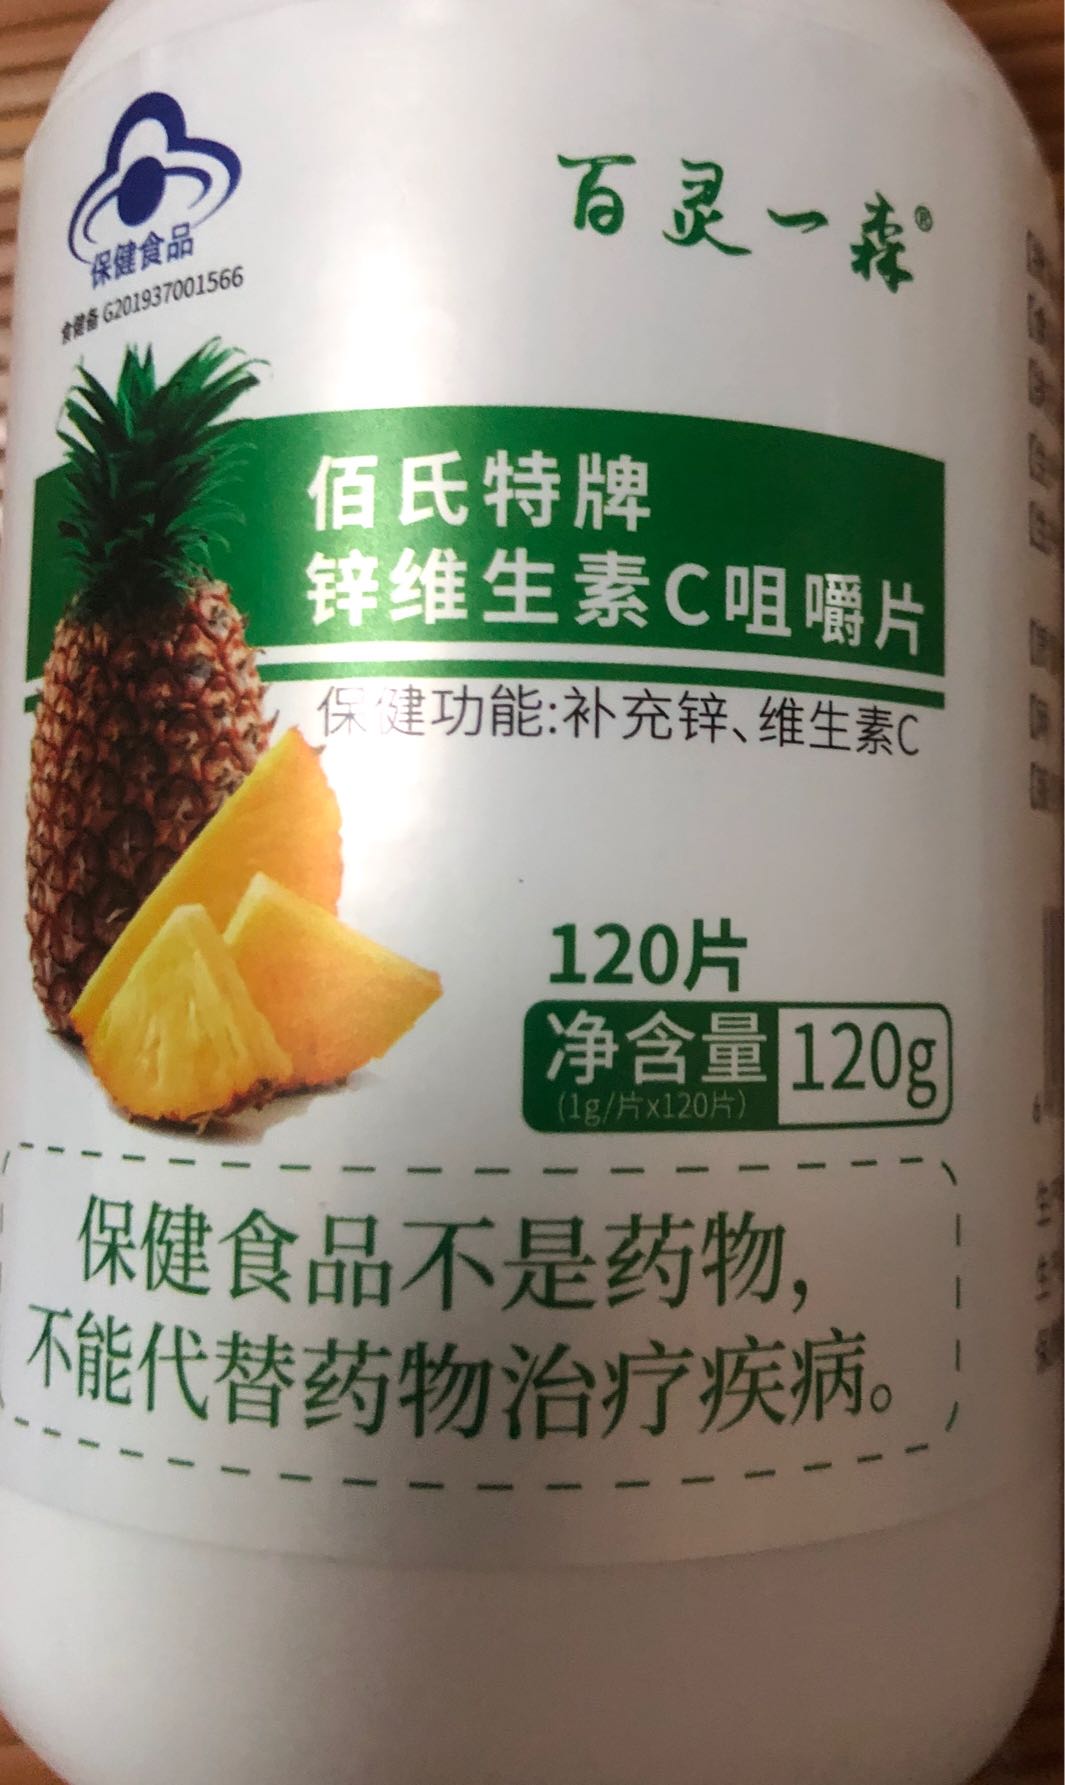 百灵一森®
保健食品
食健备 G201937001566
佰氏特牌
锌维生素C咀嚼片
保健功能:补充锌、维生素C
120片
净含量 120g
(1g/片x120片)
保健食品不是药物,
不能代替药物治疗疾病。